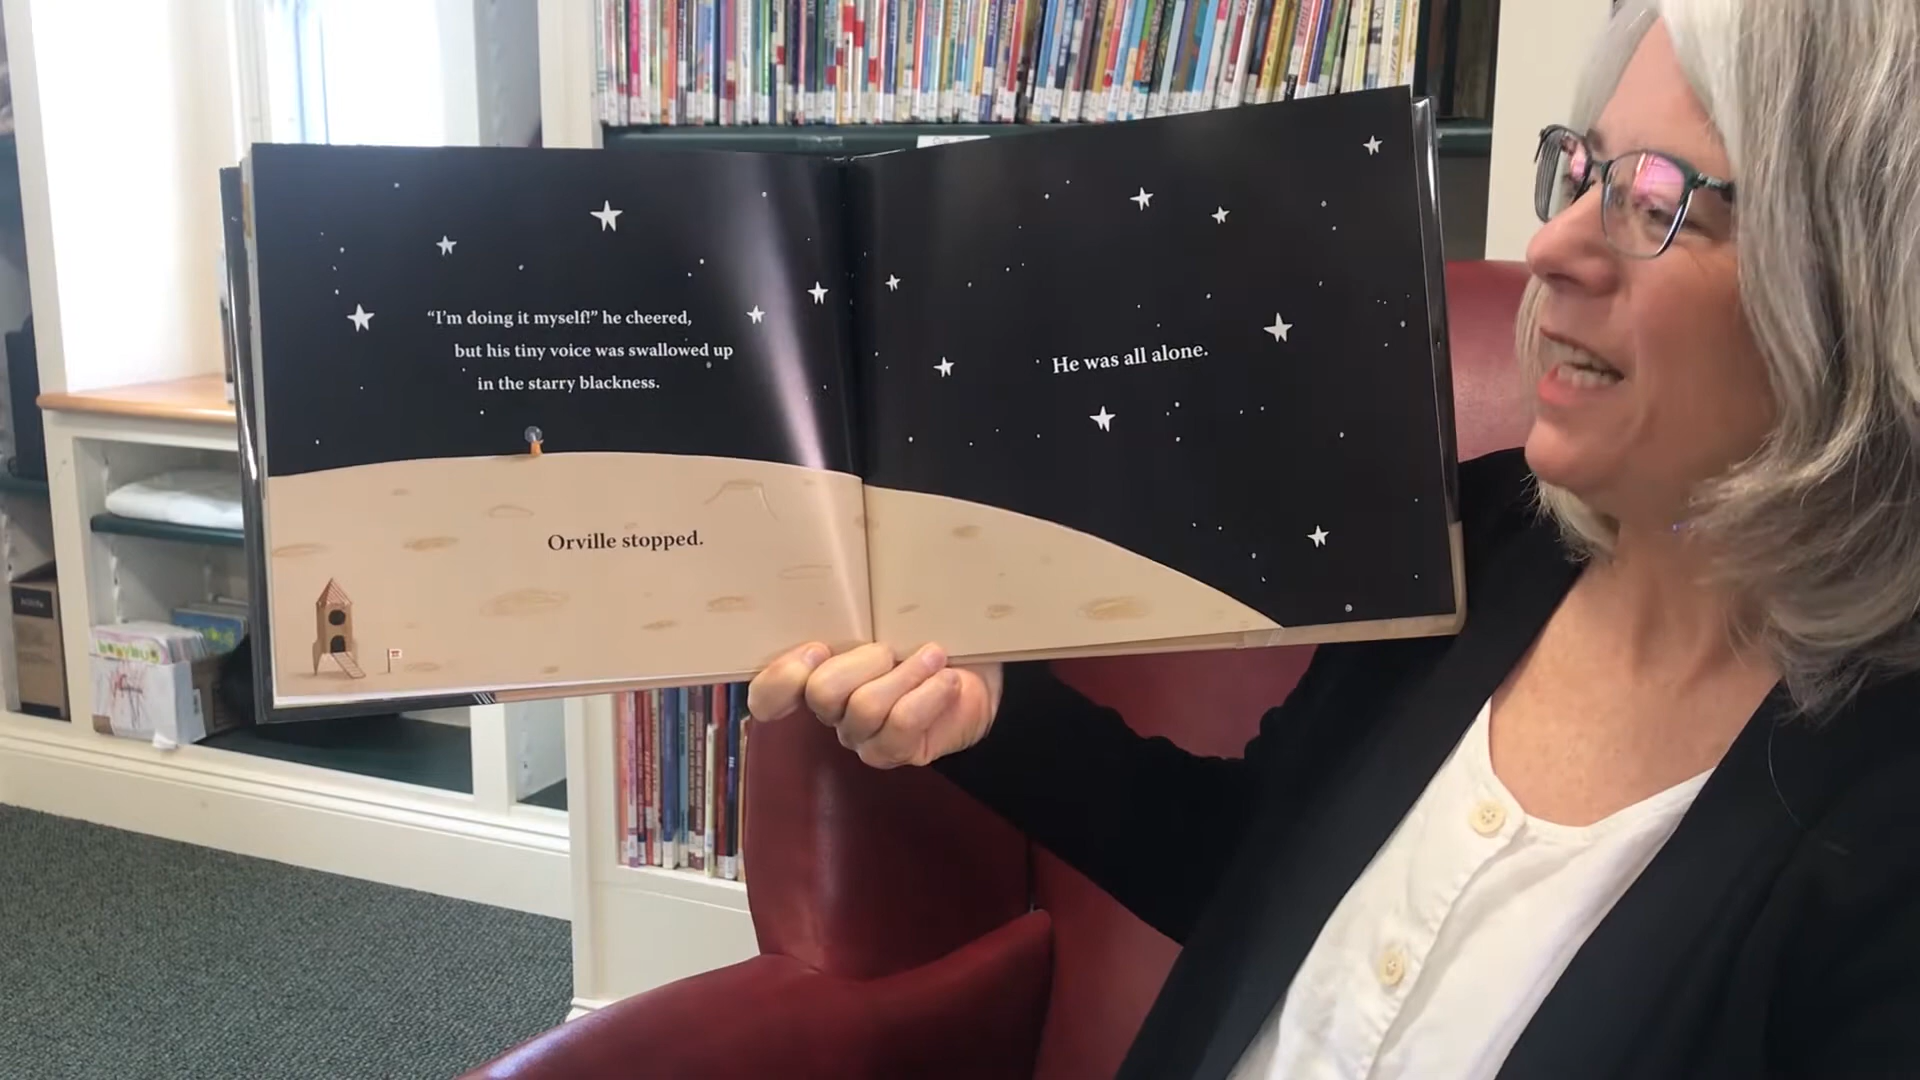 “I’m doing it myself!” he cheered,
but his tiny voice was swallowed up
in the starry blackness.
Orville stopped.
He was all alone.
babybug